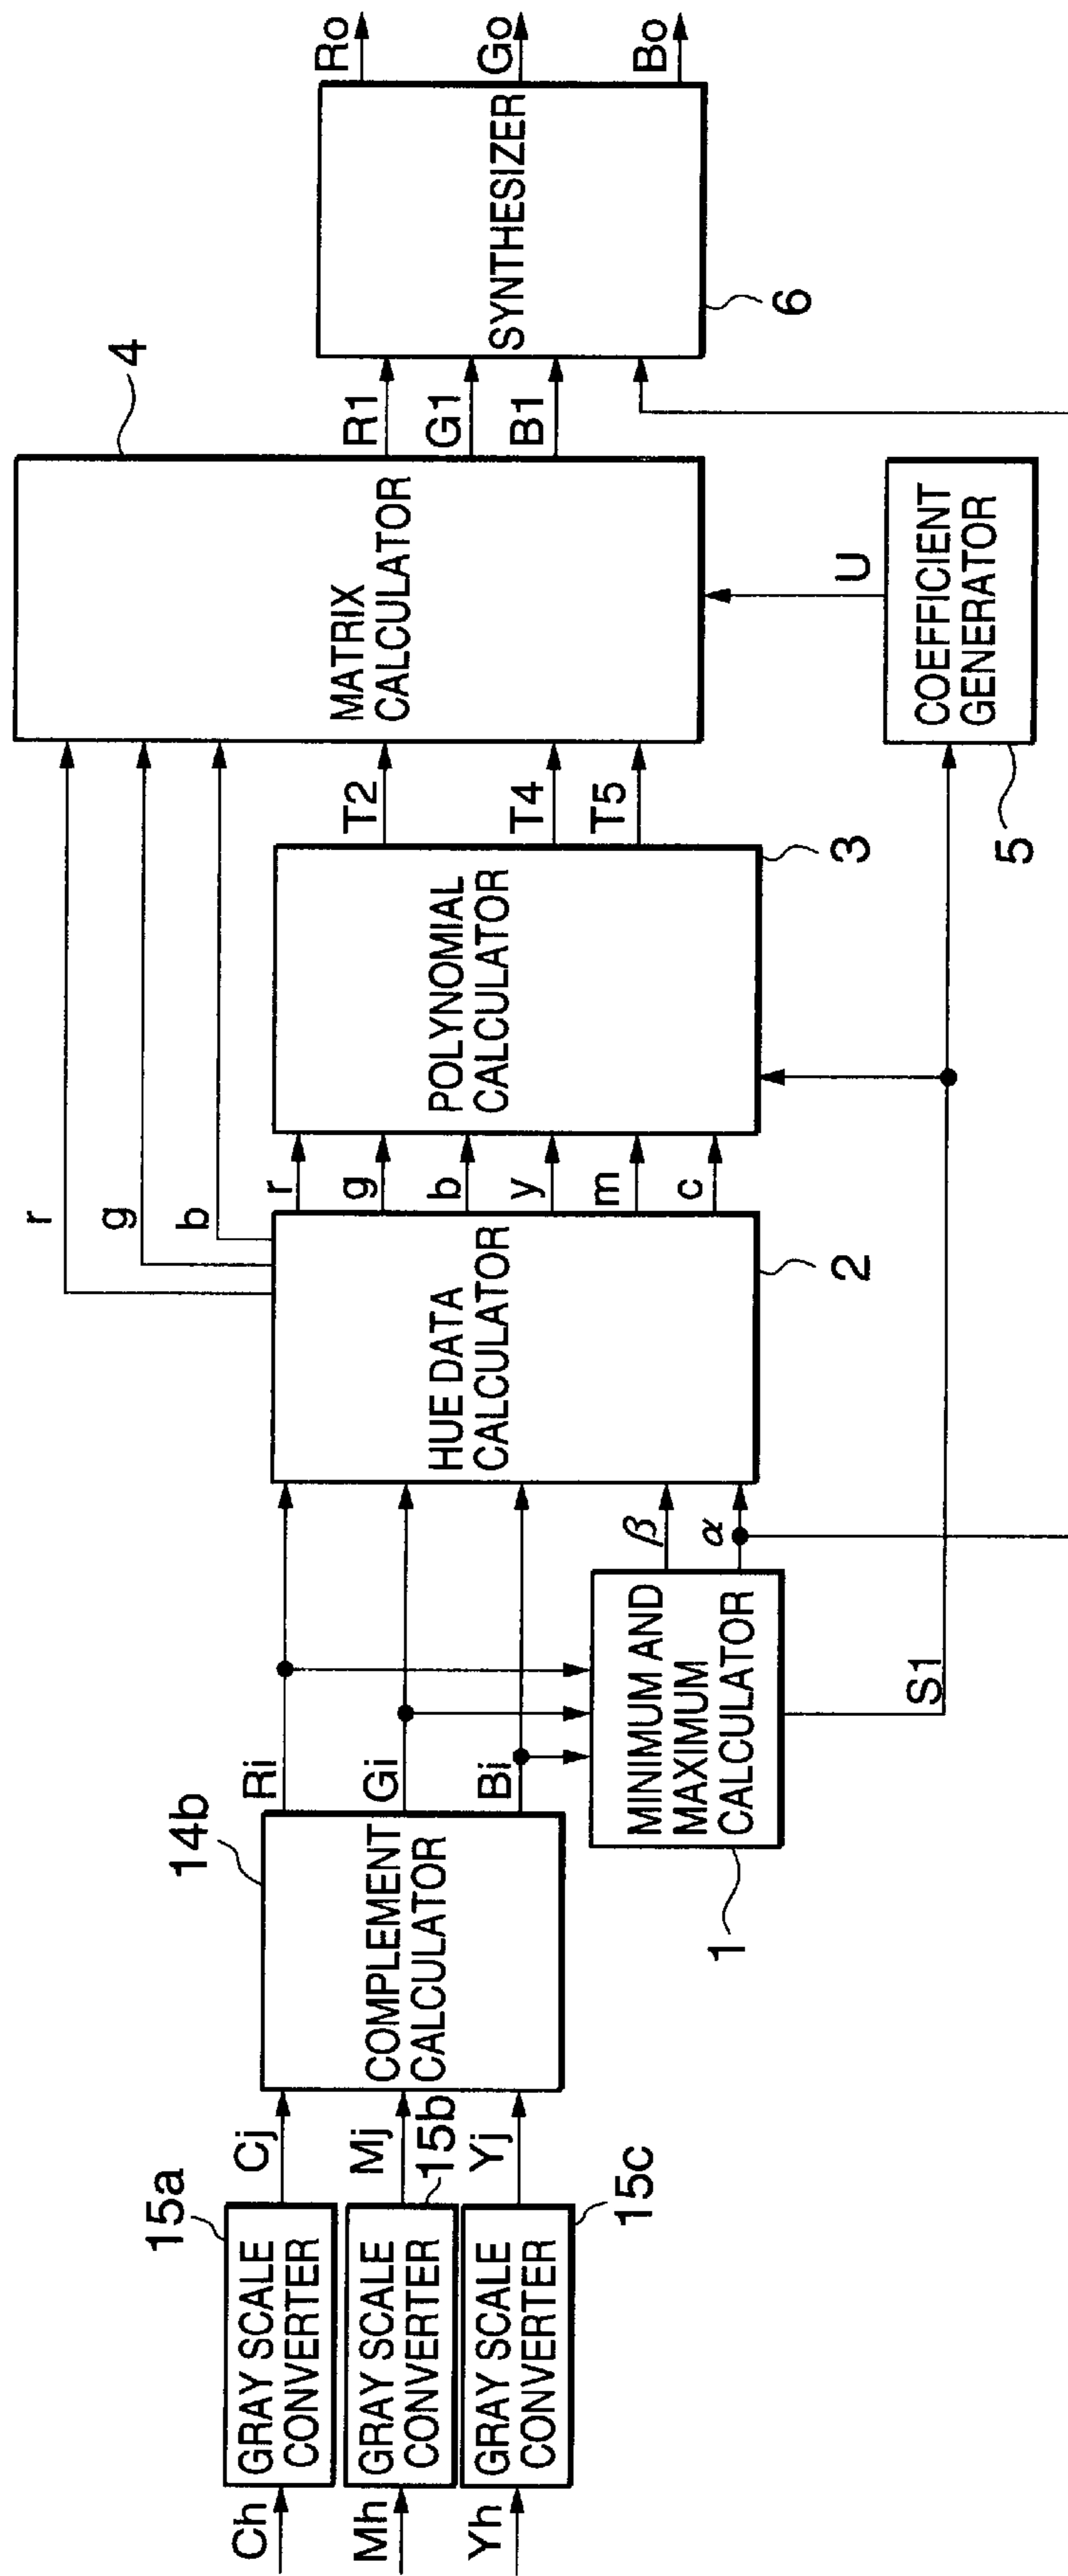 Ch
Mh
Yh
15a
GRAY SCALE
CONVERTER
GRAY SCALE
CONVERTER
15b
GRAY SCALE
CONVERTER
15c
Cj
Mj
Yj
14b
COMPLEMENT
CALCULATOR
Ri
Gi
Bi
MINIMUM AND
MAXIMUM
CALCULATOR
1
β
α
S1
HUE DATA
CALCULATOR
2
r
g
b
r
g
b
y
m
c
POLYNOMIAL
CALCULATOR
3
T2
T4
T5
4
MATRIX
CALCULATOR
U
COEFFICIENT
GENERATOR
5
R1
G1
B1
SYNTHESIZER
6
Ro
Go
Bo